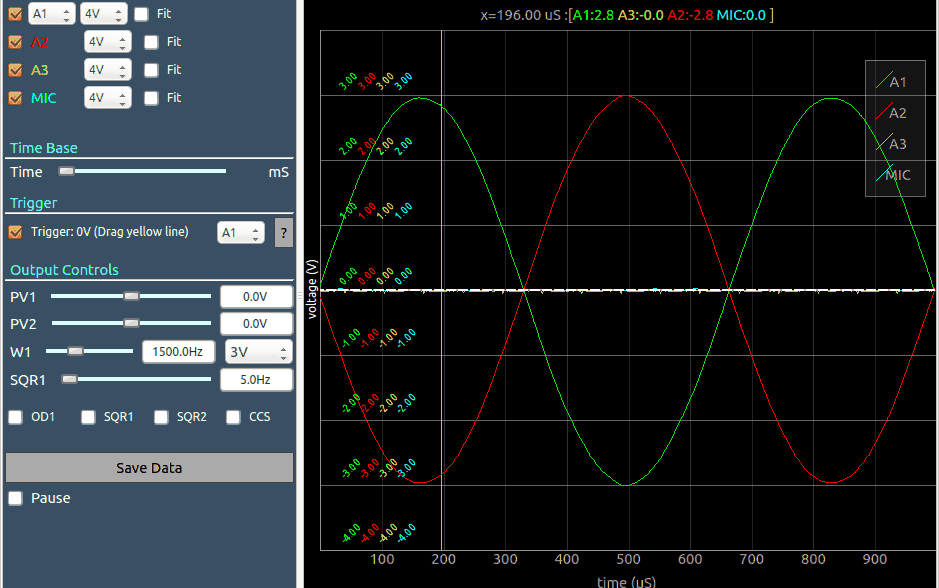 A1 4V Fit
A2 4V Fit
A3 4V Fit
MIC 4V Fit
Time Base
Time mS
Trigger
Trigger: 0V (Drag yellow line) A1 ?
Output Controls
PV1 0.0V
PV2 0.0V
W1 1500.0Hz 3V
SQR1 5.0Hz
OD1 SQR1 SQR2 CCS
Save Data
Pause
x=196.00 uS :[A1:2.8 A3:-0.0 A2:-2.8 MIC:0.0 ]
A1
A2
A3
MIC
voltage (V)
3.00 3.00 3.00 3.00
2.00 2.00 2.00 2.00
1.00 1.00 1.00 1.00
0.00 0.00 0.00 0.00
-1.00 -1.00 -1.00 -1.00
-2.00 -2.00 -2.00 -2.00
-3.00 -3.00 -3.00 -3.00
-4.00 -4.00 -4.00 -4.00
100 200 300 400 500 600 700 800 900
time (uS)